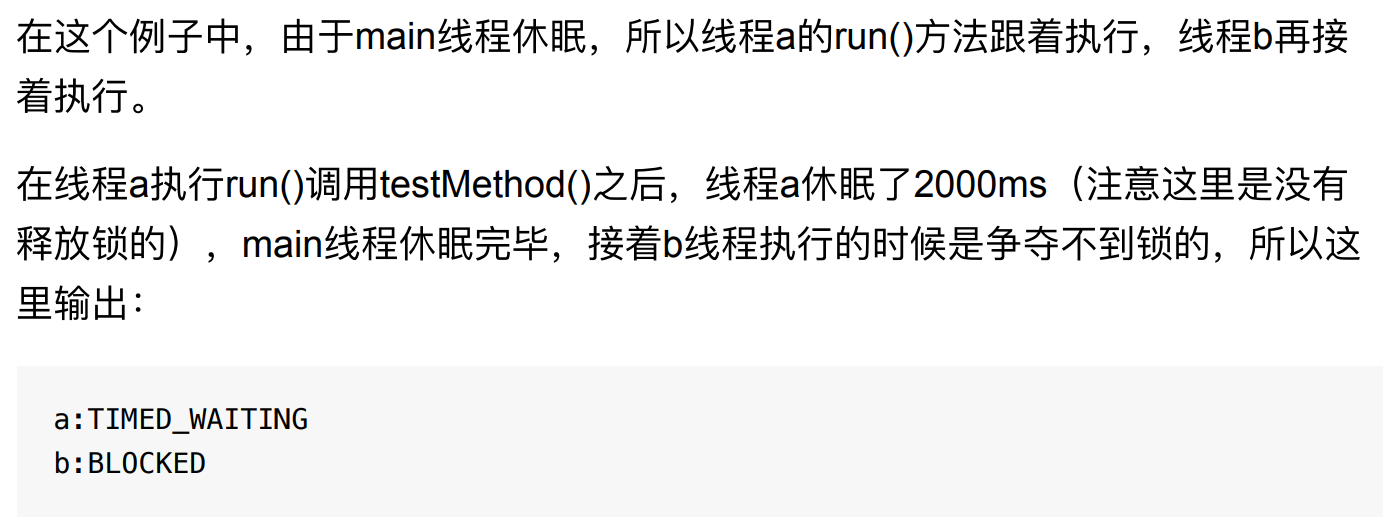 在这个例子中，由于main线程休眠，所以线程a的run()方法跟着执行，线程b再接
着执行。
在线程a执行run()调用testMethod()之后，线程a休眠了2000ms（注意这里是没有
释放锁的），main线程休眠完毕，接着b线程执行的时候是争夺不到锁的，所以这
里输出：
a:TIMED_WAITING
b:BLOCKED